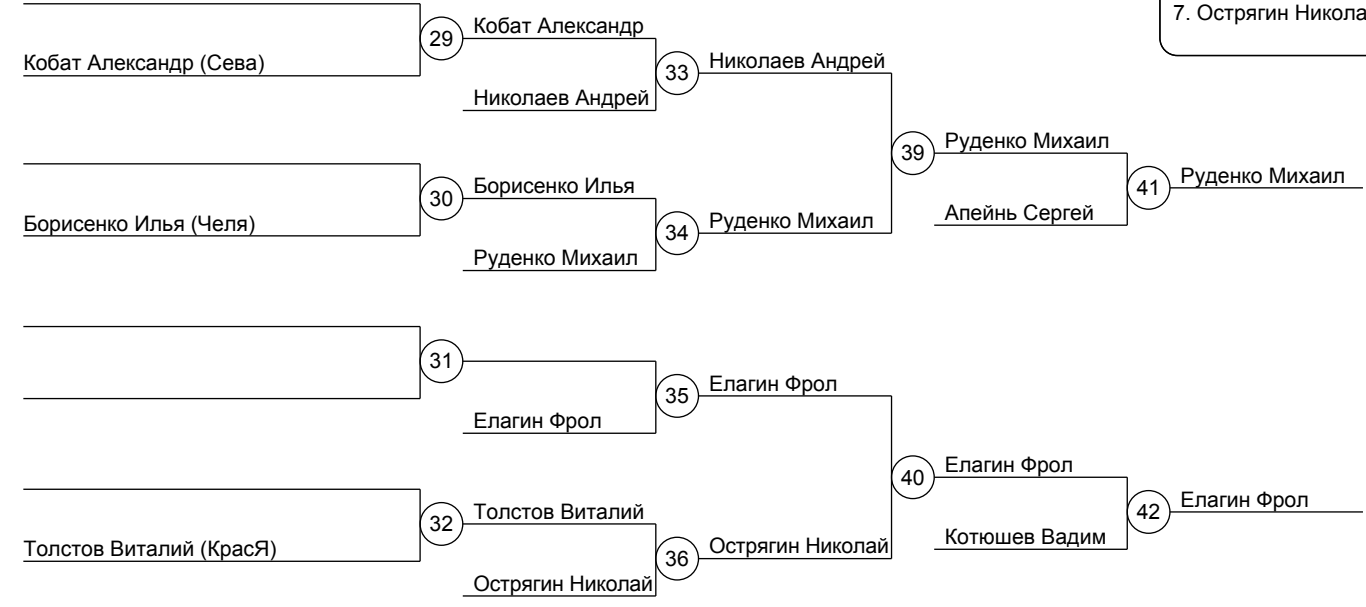 7. Острягин Никола
29
Кобат Александр
Кобат Александр (Сева)
33
Николаев Андрей
Николаев Андрей
39
Руденко Михаил
30
Борисенко Илья
41
Руденко Михаил
Борисенко Илья (Челя)
34
Руденко Михаил
Апейнь Сергей
Руденко Михаил
31
35
Елагин Фрол
Елагин Фрол
40
Елагин Фрол
32
Толстов Виталий
42
Елагин Фрол
Толстов Виталий (КрасЯ)
36
Острягин Николай
Котюшев Вадим
Острягин Николай